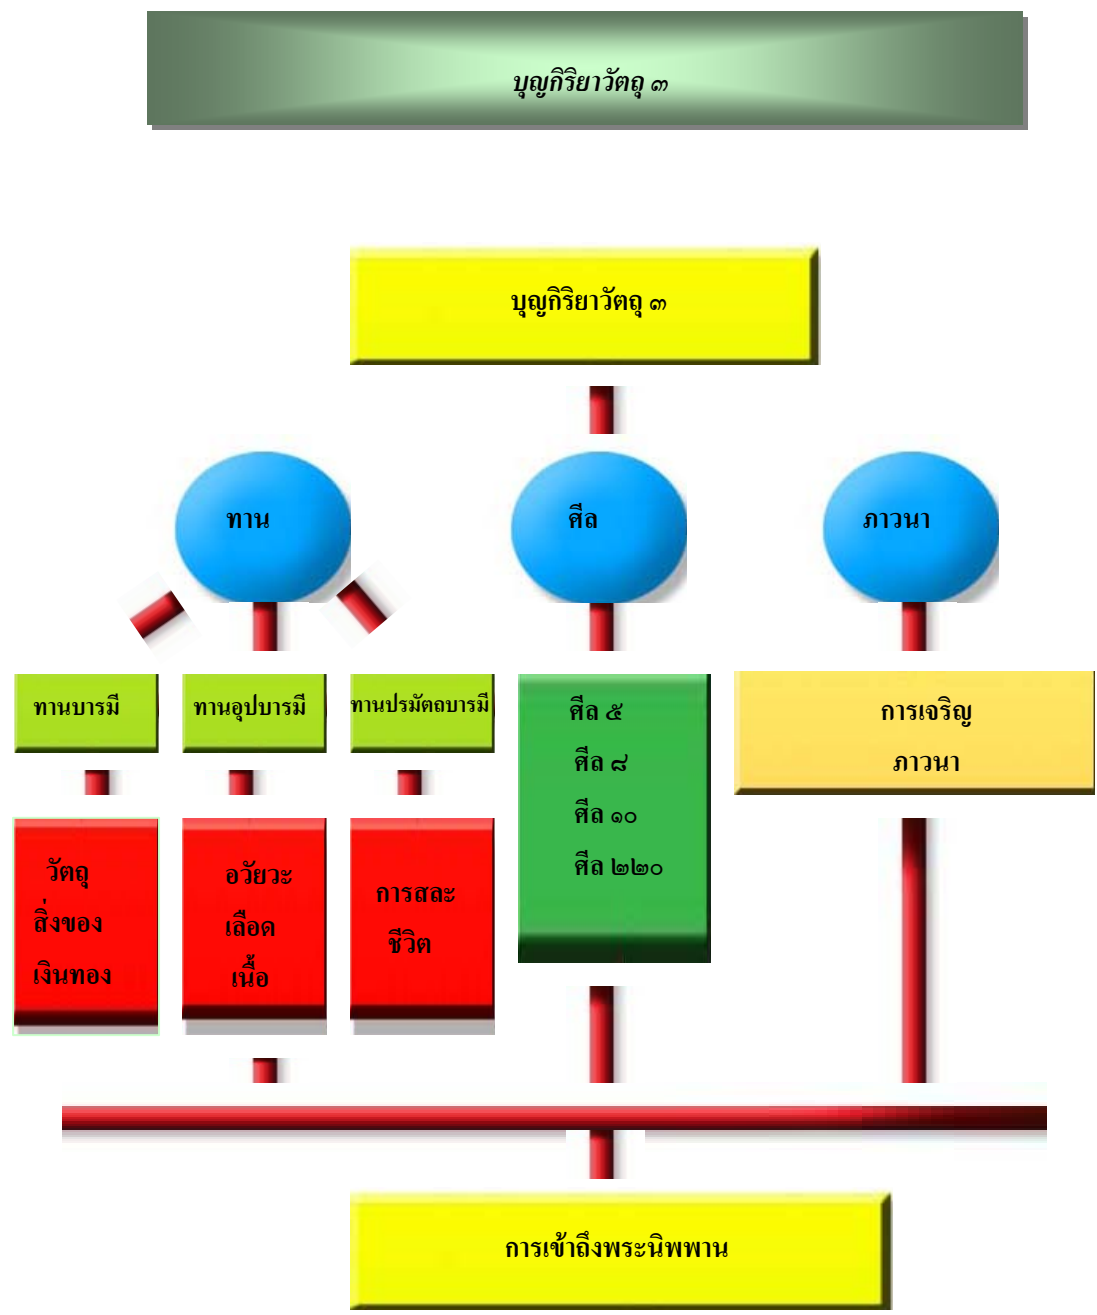 บุญกิริยาวัตถุ ๓
บุญกิริยาวัตถุ ๓
ทาน
ศีล
ภาวนา
ทานบารมี
ทานอุปบารมี
ทานปรมัตถบารมี
ศีล ๕
ศีล ๘
ศีล ๑๐
ศีล ๒๒๐
การเจริญ
ภาวนา
วัตถุ
สิ่งของ
เงินทอง
อวัยวะ
เลือด
เนื้อ
การสละ
ชีวิต
การเข้าถึงพระนิพพาน